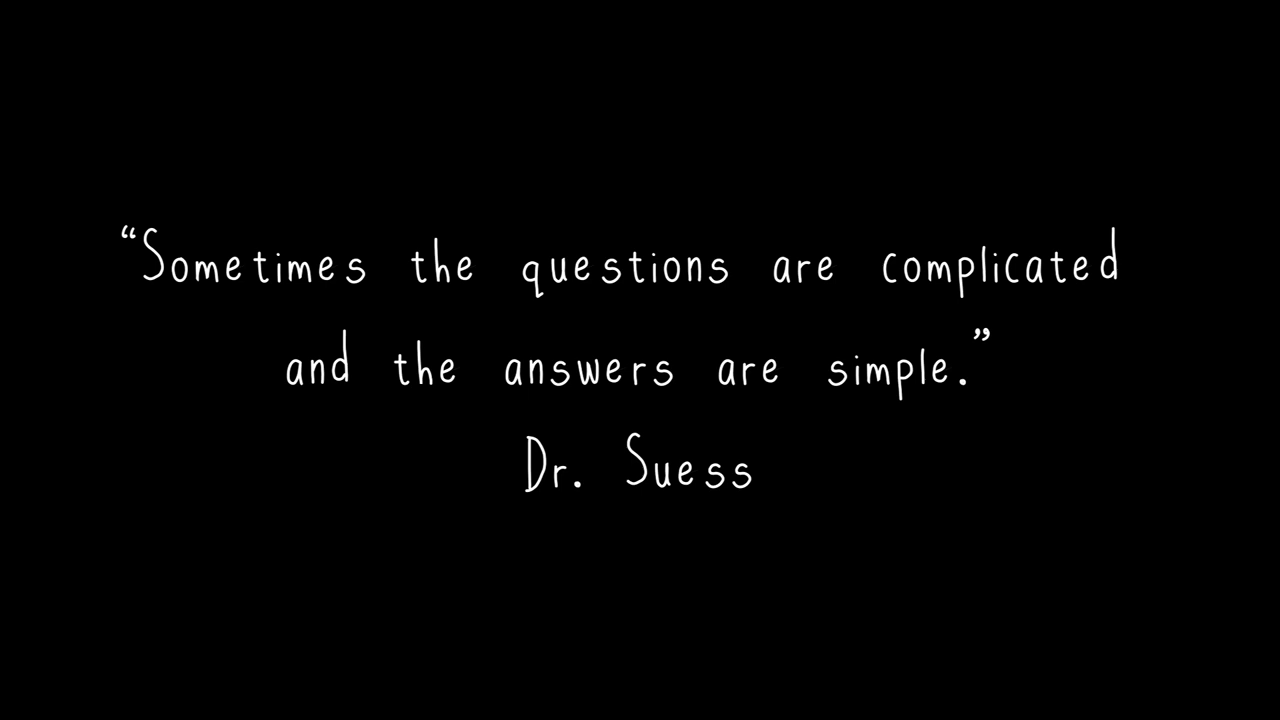 “Sometimes the questions are complicated
and the answers are simple.”
Dr. Suess